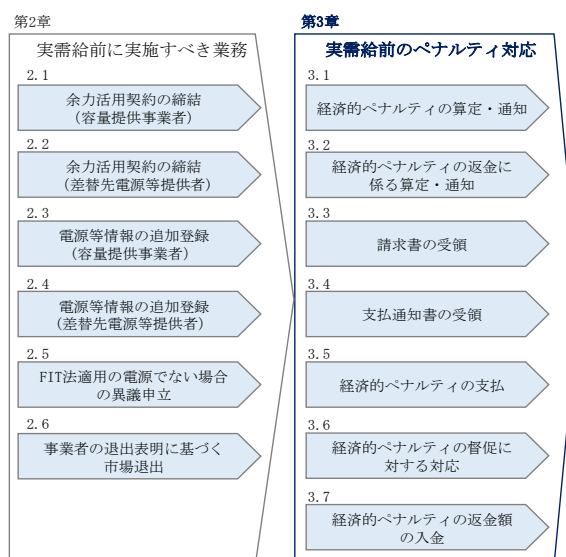 第2章
実需給前に実施すべき業務
2.1
余力活用契約の締結
(容量提供事業者)
2.2
余力活用契約の締結
(差替先電源等提供者)
2.3
電源等情報の追加登録
(容量提供事業者)
2.4
電源等情報の追加登録
(差替先電源等提供者)
2.5
FIT法適用の電源でない場合
の異議申立
2.6
事業者の退出表明に基づく
市場退出
第3章
実需給前のペナルティ対応
3.1
経済的ペナルティの算定・通知
3.2
経済的ペナルティの返金に
係る算定・通知
3.3
請求書の受領
3.4
支払通知書の受領
3.5
経済的ペナルティの支払
3.6
経済的ペナルティの督促に
対する対応
3.7
経済的ペナルティの返金額
の入金